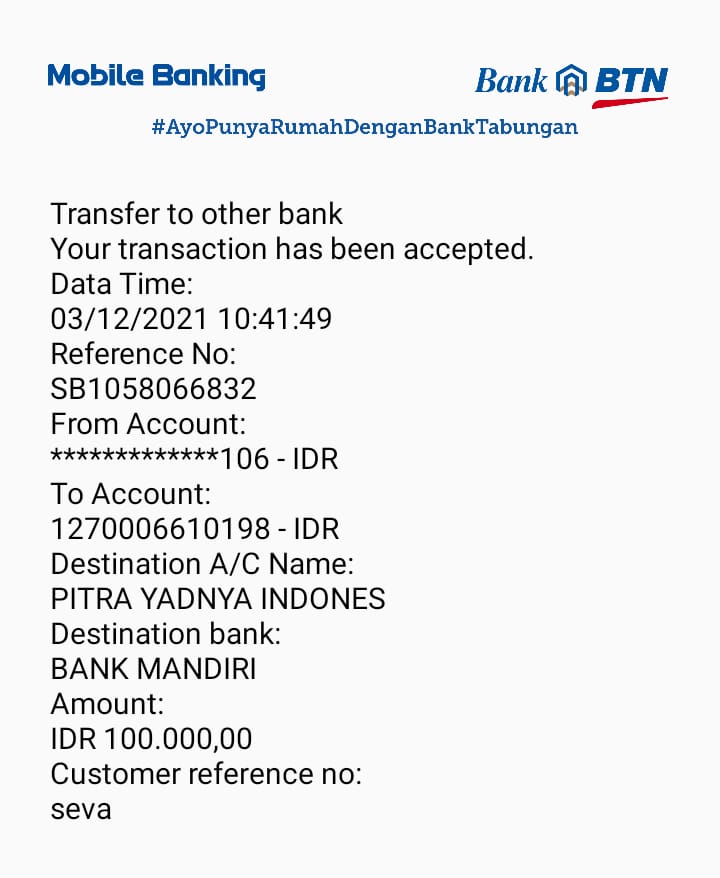 Mobile Banking
Bank BTN
#AyoPunyaRumahDenganBankTabungan
Transfer to other bank
Your transaction has been accepted.
Data Time:
03/12/2021 10:41:49
Reference No:
SB1058066832
From Account:
*************106 - IDR
To Account:
1270006610198 - IDR
Destination A/C Name:
PITRA YADNYA INDONES
Destination bank:
BANK MANDIRI
Amount:
IDR 100.000,00
Customer reference no:
seva